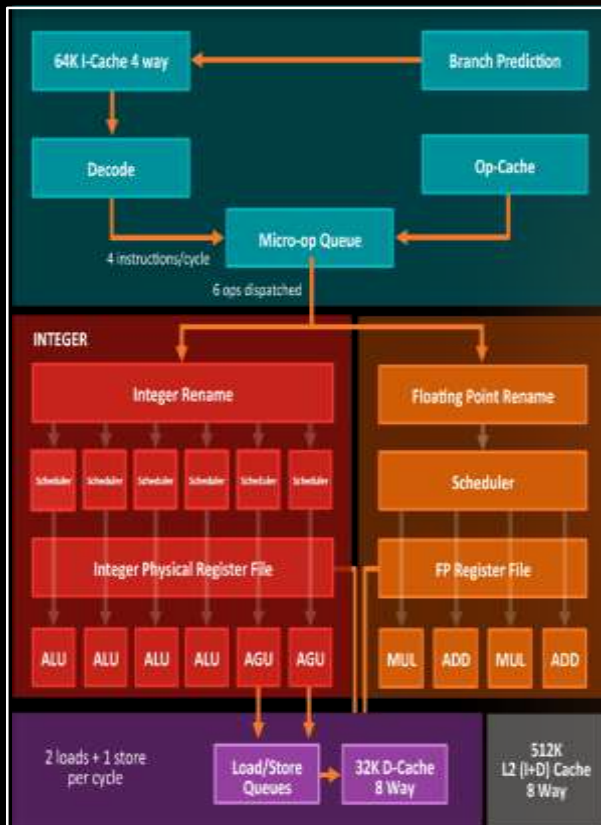 64K I-Cache 4 way
Branch Prediction
Decode
Op-Cache
Micro-op Queue
4 instructions/cycle
6 ops dispatched
INTEGER
Integer Rename
Floating Point Rename
Scheduler
Scheduler
Scheduler
Scheduler
Scheduler
Scheduler
Scheduler
Integer Physical Register File
FP Register File
ALU
ALU
ALU
ALU
AGU
AGU
MUL
ADD
MUL
ADD
2 loads + 1 store
per cycle
Load/Store
Queues
32K D-Cache
8 Way
512K
L2 (I+D) Cache
8 Way